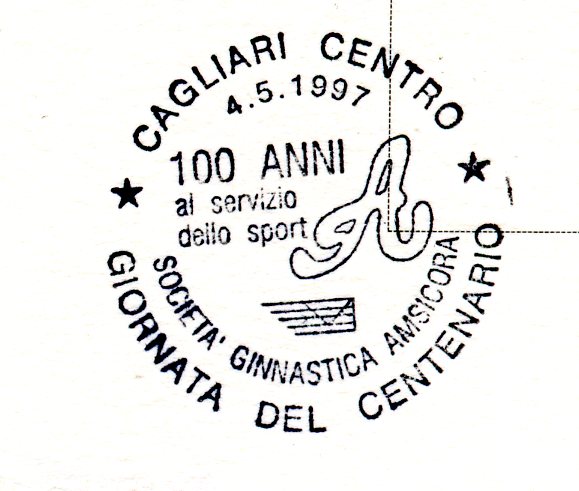 CAGLIARI CENTRO
4.5.1997
100 ANNI
al servizio
dello sport
A
SOCIETA' GINNASTICA AMSICORA
GIORNATA DEL CENTENARIO